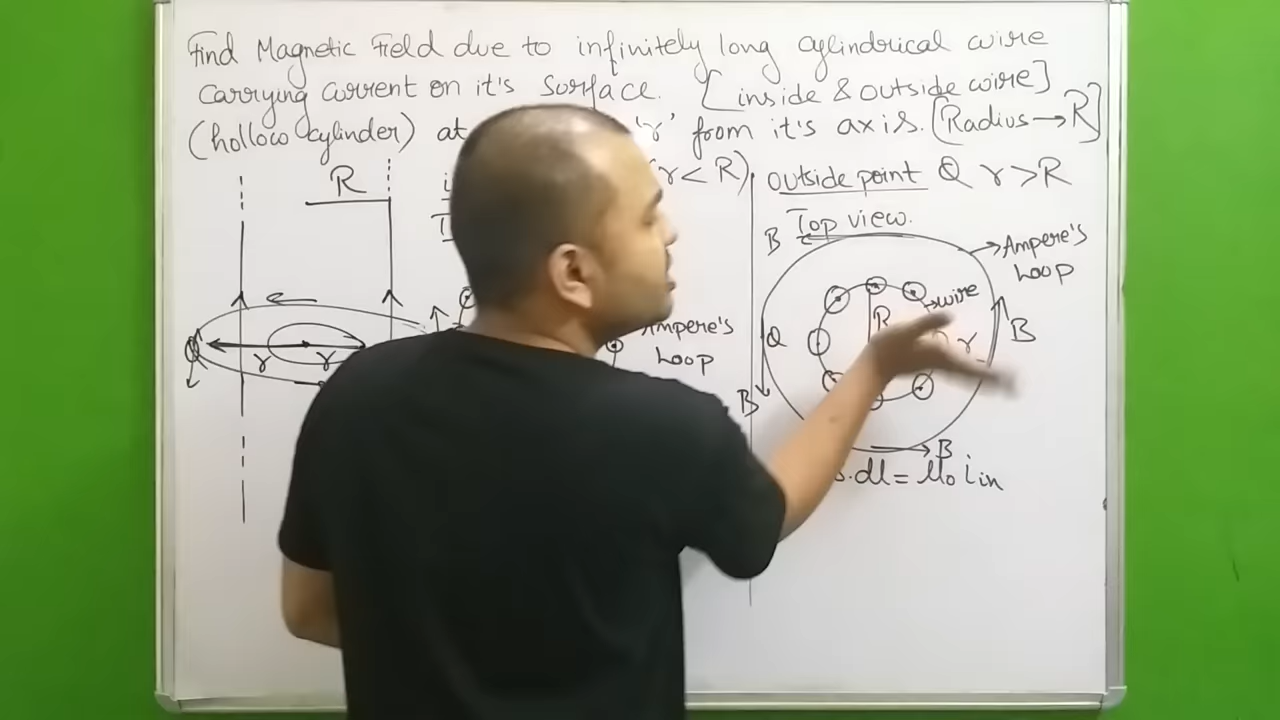 Find Magnetic Field due to infinitely long cylindrical wire
carrying current on it's surface. [inside & outside wire]
(hollow cylinder) at 'r' from it's axis. [Radius → R]
R
r < R)
outside point Q r > R
Top view.
B
Ampere's
Loop
wire
R
r
B
Q
B
B
Q
r
r
Ampere's
Loop
.dl = μ₀ i in